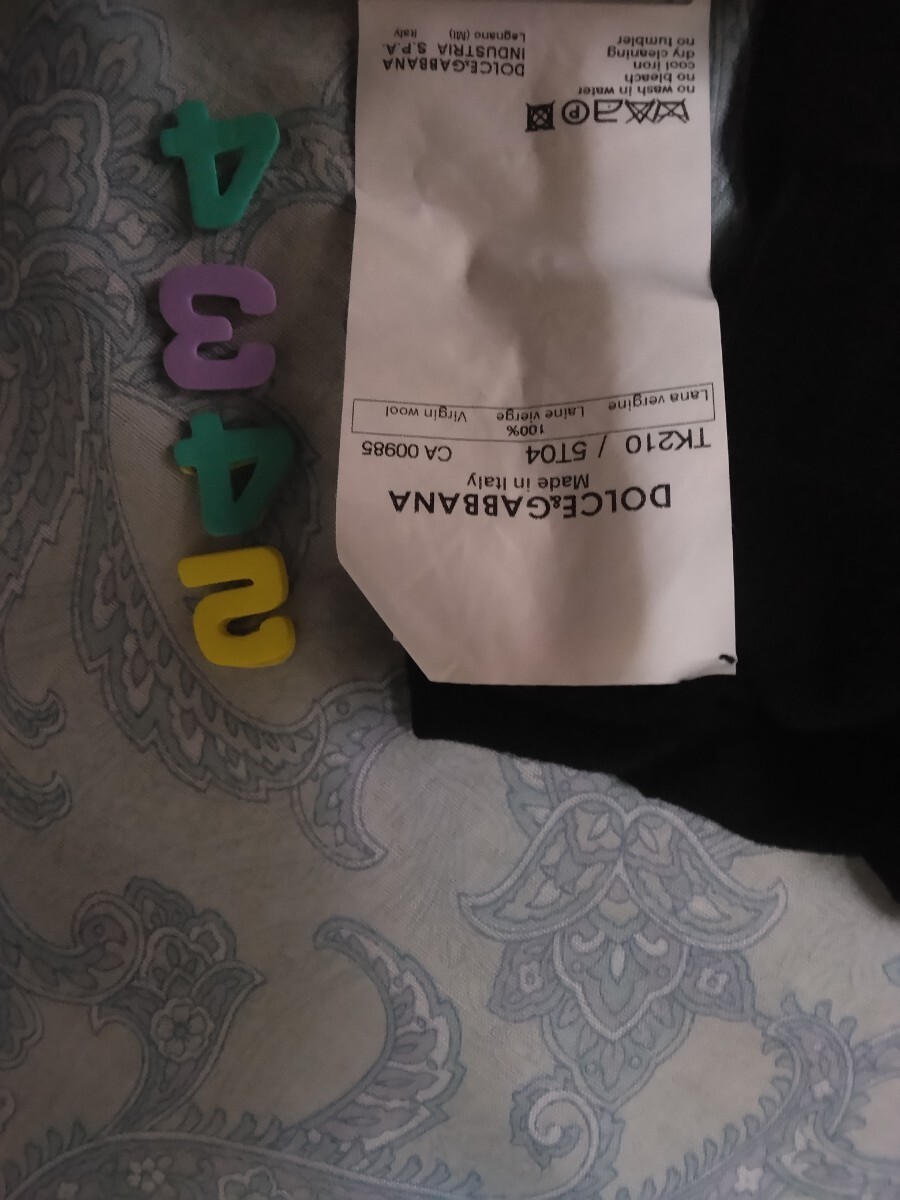 DOLCE&GABBANA
Made in Italy
TK210 / 5T04 CA 00985
100%
Lana vergine Laine vierge Virgin wool
P
no wash in water
no bleach
cool iron
dry cleaning
no tumbler
DOLCE&GABBANA
INDUSTRIA S.P.A.
Legnano (MI) Italy
2
4
3
4